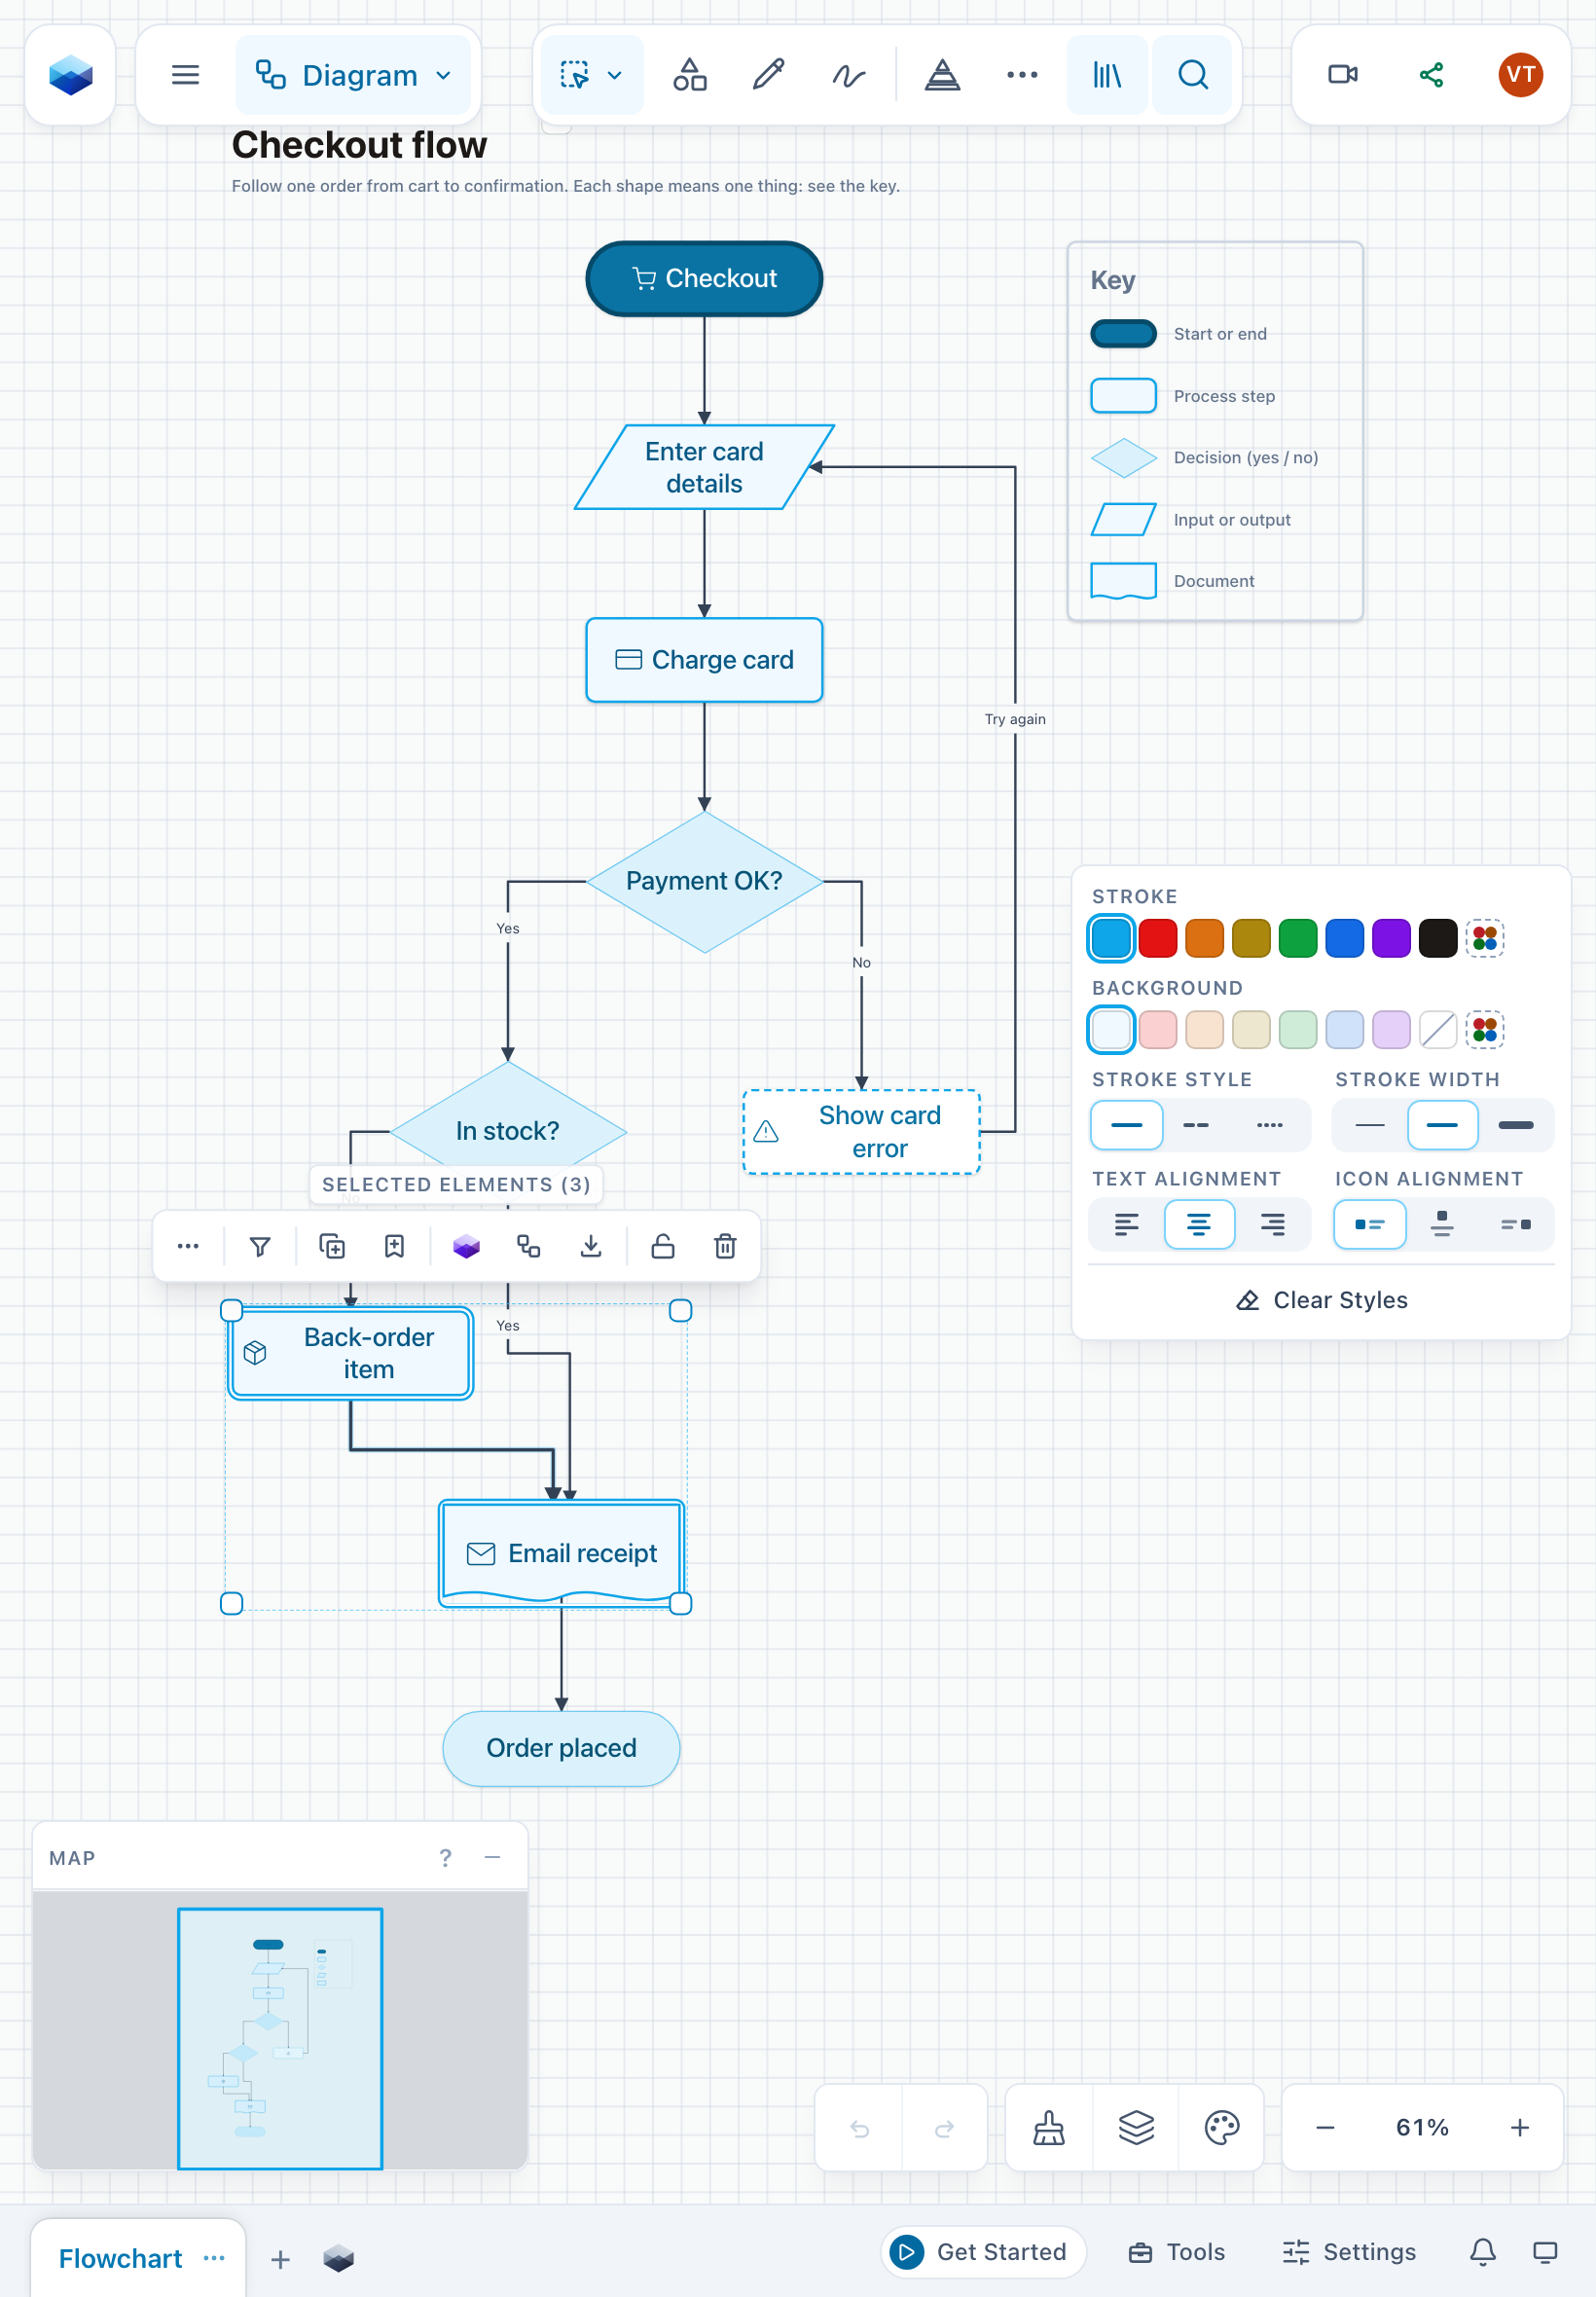 Diagram
VT
Checkout flow
Follow one order from cart to confirmation. Each shape means one thing: see the key.
Checkout
Key
Start or end
Process step
Decision (yes / no)
Input or output
Document
Enter card
details
Charge card
Try again
Payment OK?
Yes
No
STROKE
BACKGROUND
STROKE STYLE
STROKE WIDTH
TEXT ALIGNMENT
ICON ALIGNMENT
Clear Styles
In stock?
Show card
error
No
SELECTED ELEMENTS (3)
Back-order
item
Yes
Email receipt
Order placed
MAP
?
61%
Flowchart
Get Started
Tools
Settings